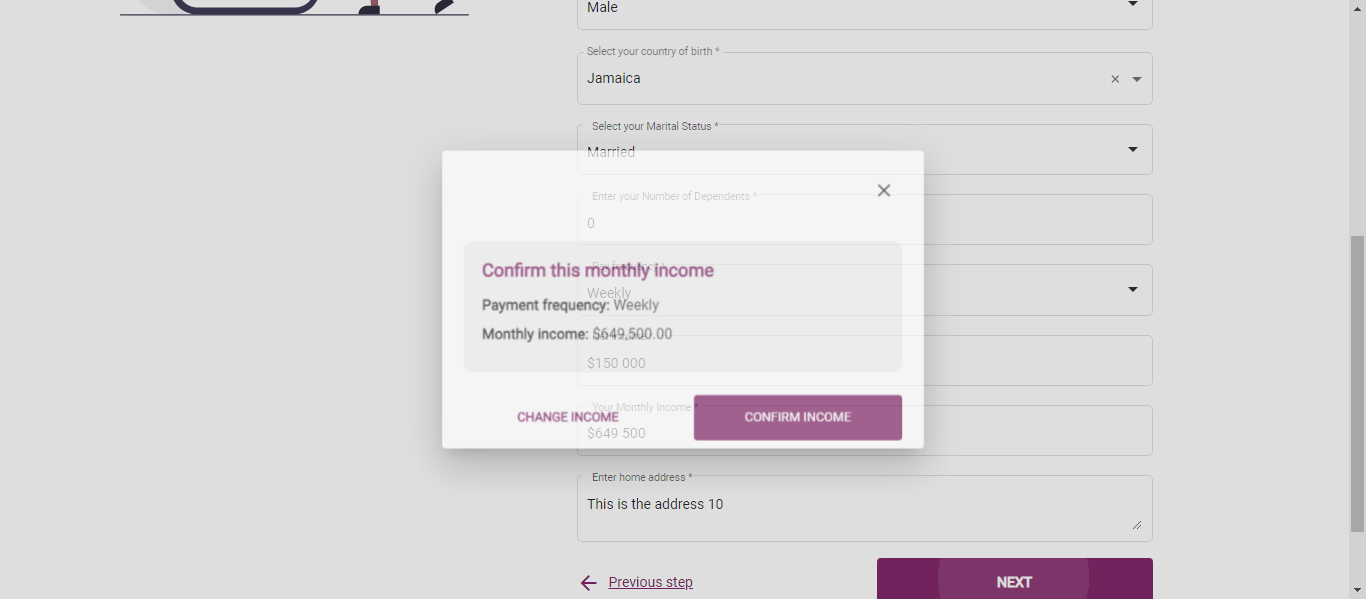 Male
Select your country of birth *
Jamaica
Select your Marital Status *
Married
Enter your Number of Dependents *
0
Confirm this monthly income
Weekly
Payment frequency: Weekly
Monthly income: $649,500.00
$150 000
Your Monthly Income *
CHANGE INCOME
CONFIRM INCOME
$649 500
Enter home address *
This is the address 10
Previous step
NEXT